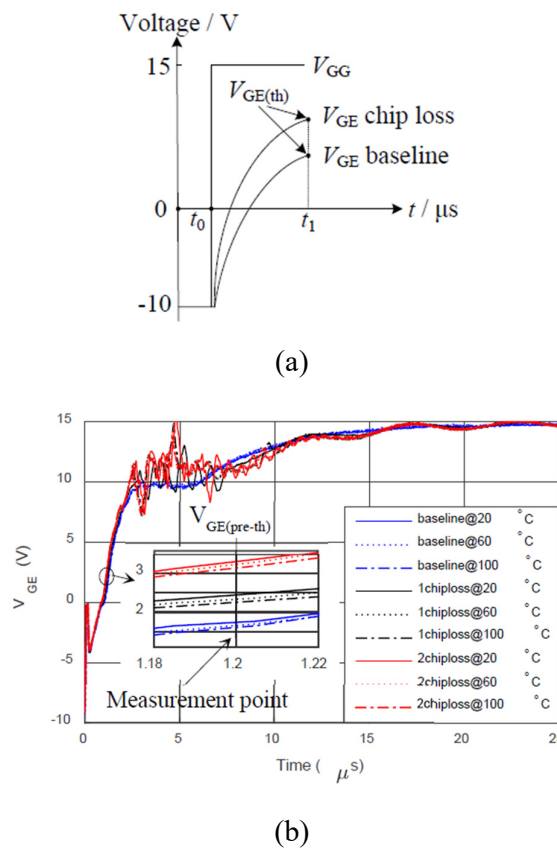 Voltage / V
15
V_GG
V_GE(th)
V_GE chip loss
V_GE baseline
0
t_0
t_1
t / μs
-10
(a)
15
10
5
0
-5
-10
V_GE (V)
V_GE(pre-th)
3
2
1.18
1.2
1.22
Measurement point
baseline@20 °C
baseline@60 °C
baseline@100 °C
1chiploss@20 °C
1chiploss@60 °C
1chiploss@100 °C
2chiploss@20 °C
2chiploss@60 °C
2chiploss@100 °C
0
5
10
15
20
25
Time ( μs)
(b)